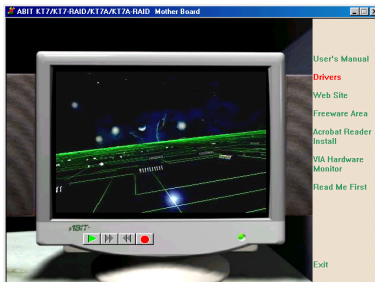 ABIT KT7/KT7-RAID/KT7A/KT7A-RAID Mother Board
User's Manual
Drivers
Web Site
Freeware Area
Acrobat Reader
Install
VIA Hardware
Monitor
Read Me First
ABIT
Exit